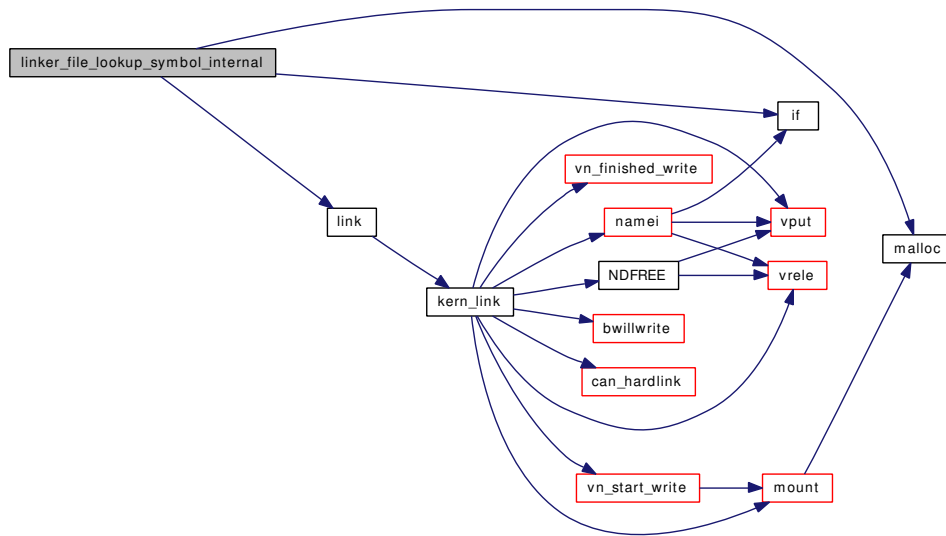 linker_file_lookup_symbol_internal
if
vn_finished_write
link
namei
vput
malloc
NDFREE
vrele
kern_link
bwillwrite
can_hardlink
vn_start_write
mount